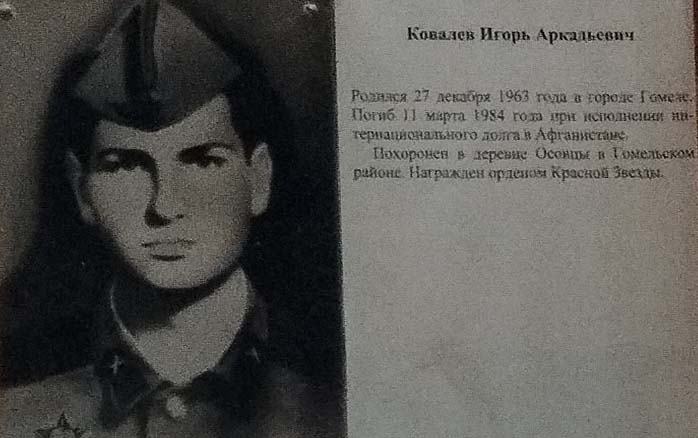 Ковалев Игорь Аркадьевич
Родился 27 декабря 1963 года в городе Гомеле.
Погиб 11 марта 1984 года при исполнении ин-
тернационального долга в Афганистане.
Похоронен в деревне Осовцы в Гомельском
районе. Награжден орденом Красной Звезды.